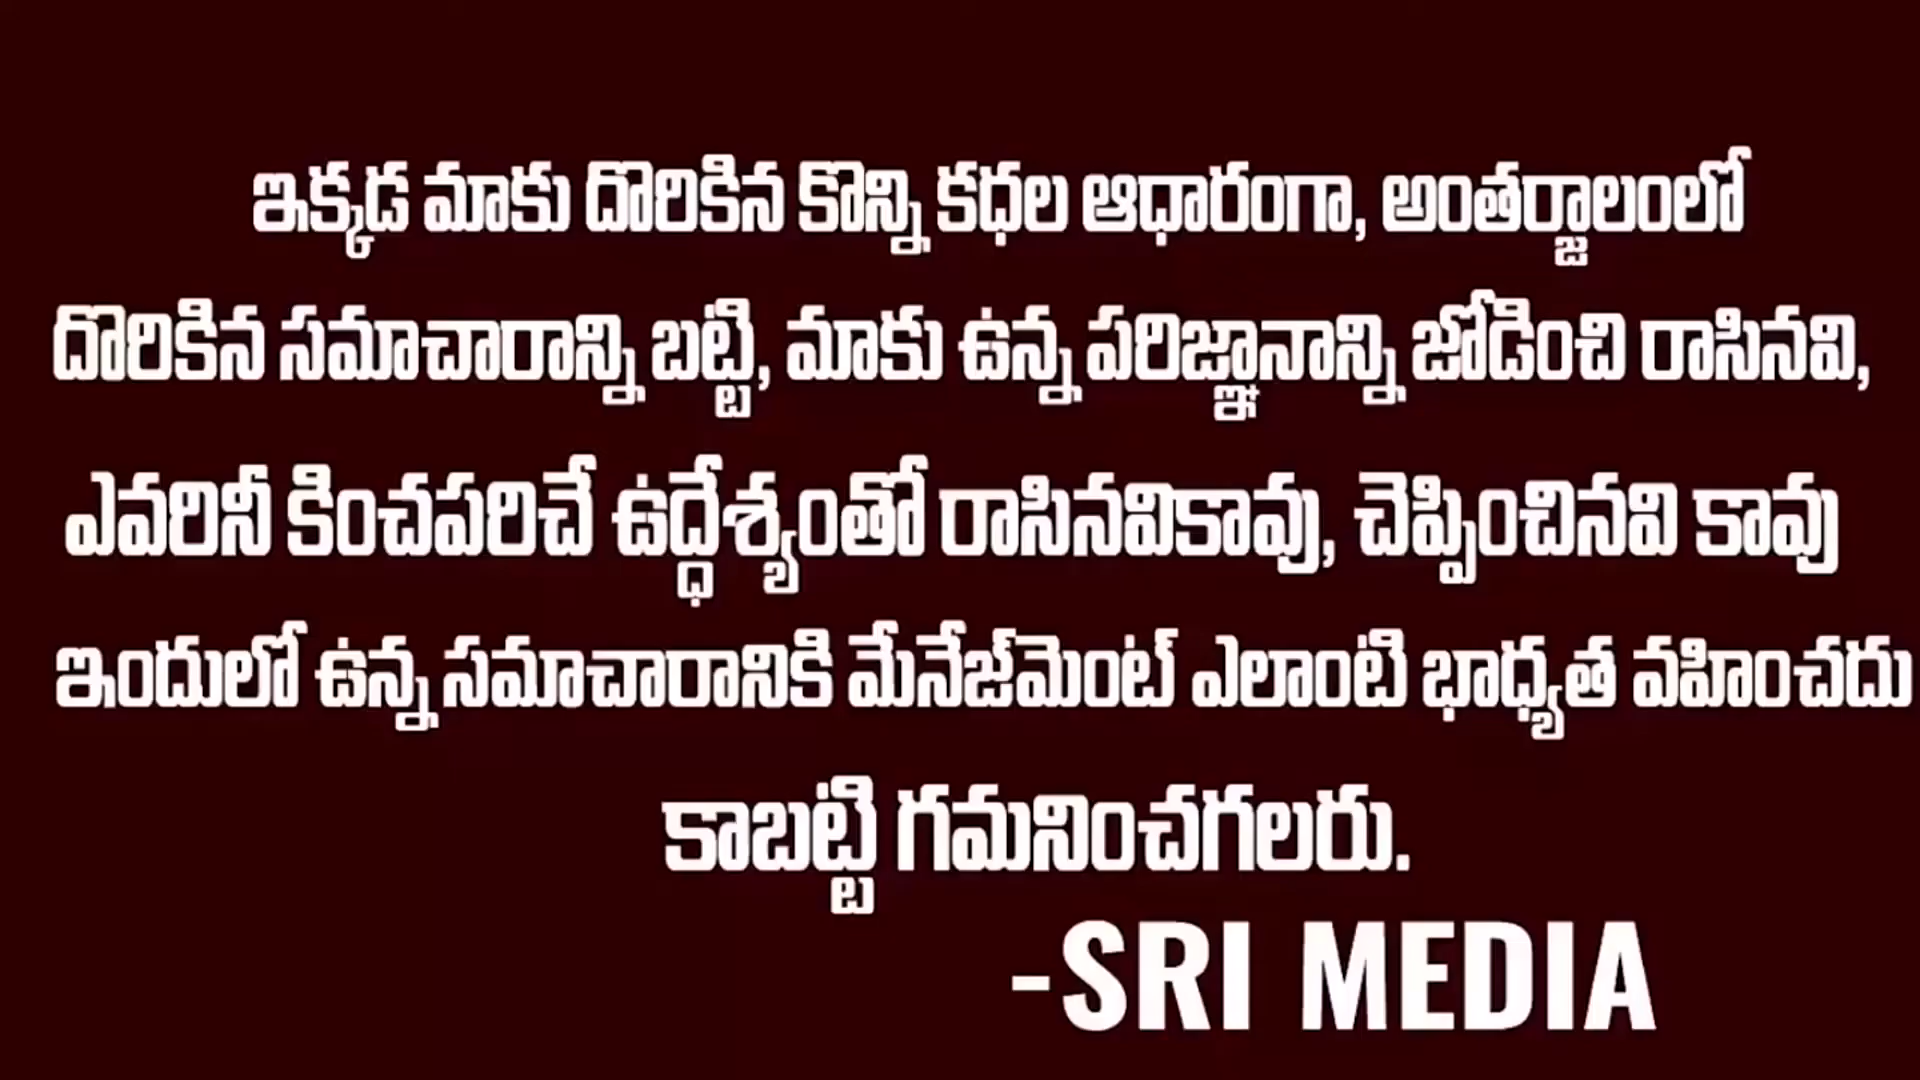 ఇక్కడ మాకు దొరికిన కొన్ని కధల ఆధారంగా, అంతర్జాలంలో
దొరికిన సమాచారాన్ని బట్టి, మాకు ఉన్న పరిజ్ఞానాన్ని జోడించి రాసినవి,
ఎవరినీ కించపరిచే ఉద్ధేశ్యంతో రాసినవికావు, చెప్పించినవి కావు
ఇందులో ఉన్న సమాచారానికి మేనేజ్‌మెంట్ ఎలాంటి భాధ్యత వహించదు
కాబట్టి గమనించగలరు.
-SRI MEDIA